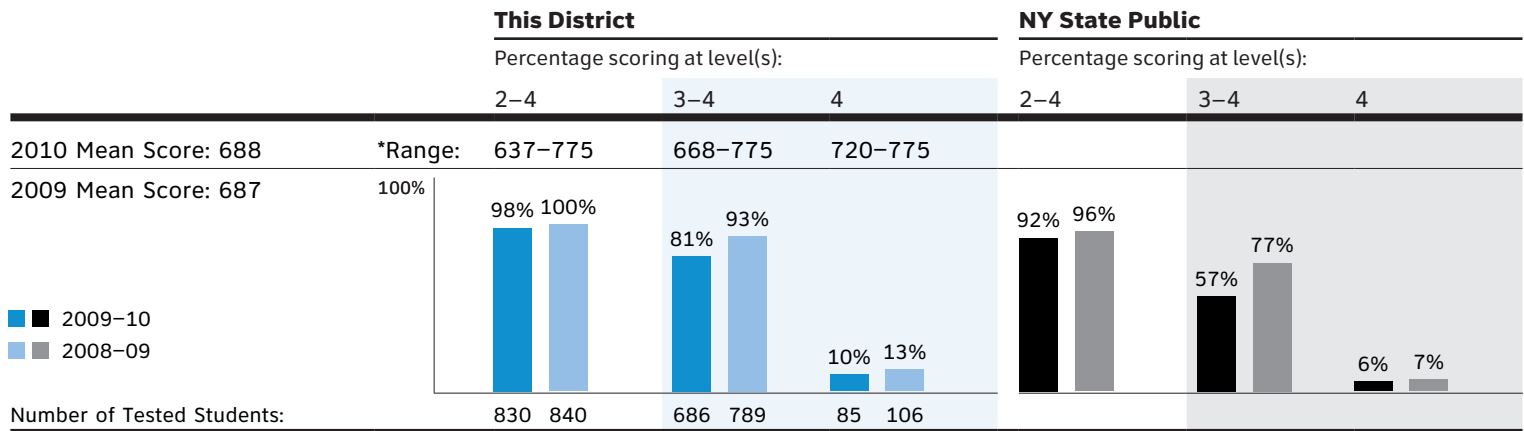 This District NY State Public
Percentage scoring at level(s): Percentage scoring at level(s):
2–4 3–4 4 2–4 3–4 4
2010 Mean Score: 688 *Range: 637–775 668–775 720–775
2009 Mean Score: 687 100%
98% 100% 81% 93% 10% 13% 92% 96% 57% 77% 6% 7%
2009–10
2008–09
Number of Tested Students: 830 840 686 789 85 106